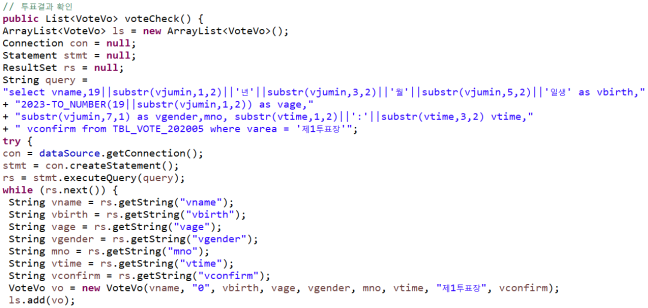 // 투표결과 확인
public List<VoteVo> voteCheck() {
ArrayList<VoteVo> ls = new ArrayList<VoteVo>();
Connection con = null;
Statement stmt = null;
ResultSet rs = null;
String query =
"select vname,19||substr(vjumin,1,2)||'년'||substr(vjumin,3,2)||'월'||substr(vjumin,5,2)||'일생' as vbirth,"
+ "2023-TO_NUMBER(19||substr(vjumin,1,2)) as vage,"
+ "substr(vjumin,7,1) as vgender,mno, substr(vtime,1,2)||':'||substr(vtime,3,2) vtime,"
+ " vconfirm from TBL_VOTE_202005 where varea = '제1투표장'";
try {
con = dataSource.getConnection();
stmt = con.createStatement();
rs = stmt.executeQuery(query);
while (rs.next()) {
String vname = rs.getString("vname");
String vbirth = rs.getString("vbirth");
String vage = rs.getString("vage");
String vgender = rs.getString("vgender");
String mno = rs.getString("mno");
String vtime = rs.getString("vtime");
String vconfirm = rs.getString("vconfirm");
VoteVo vo = new VoteVo(vname, "0", vbirth, vage, vgender, mno, vtime, "제1투표장", vconfirm);
ls.add(vo);